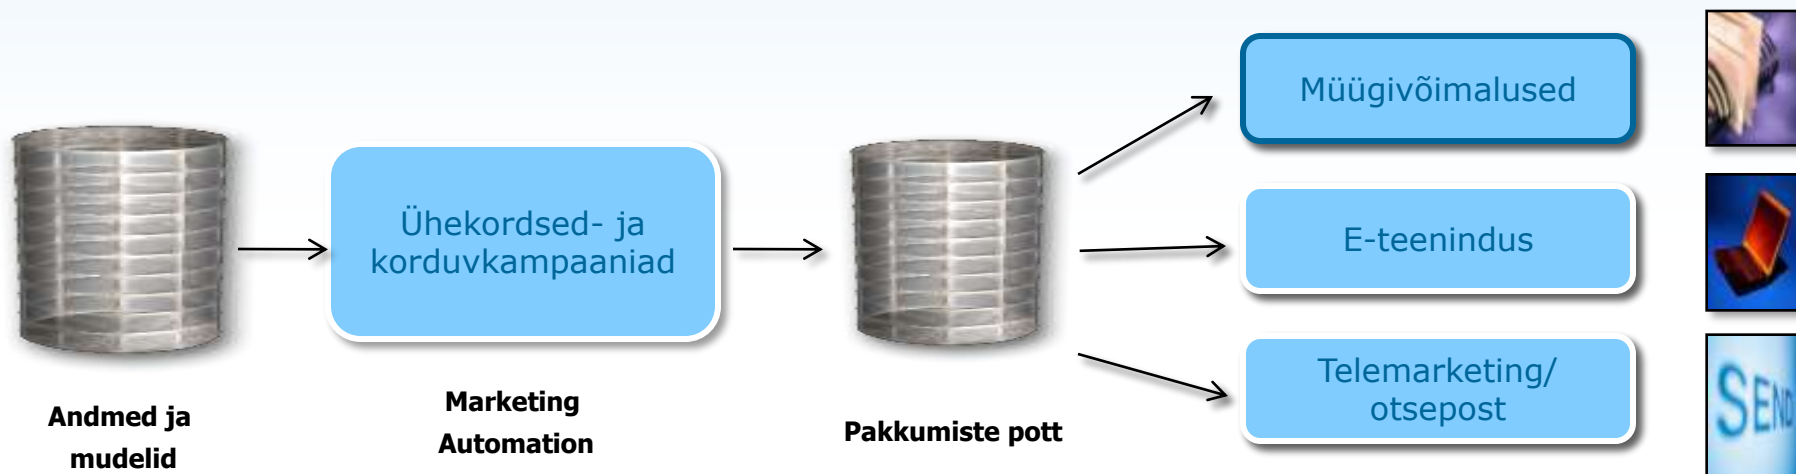 Andmed ja
mudelid
Ühekordsed- ja
korduvkampaaniad
Marketing
Automation
Pakkumiste pott
Müügivõimalused
E-teenindus
Telemarketing/
otsepost
SEND